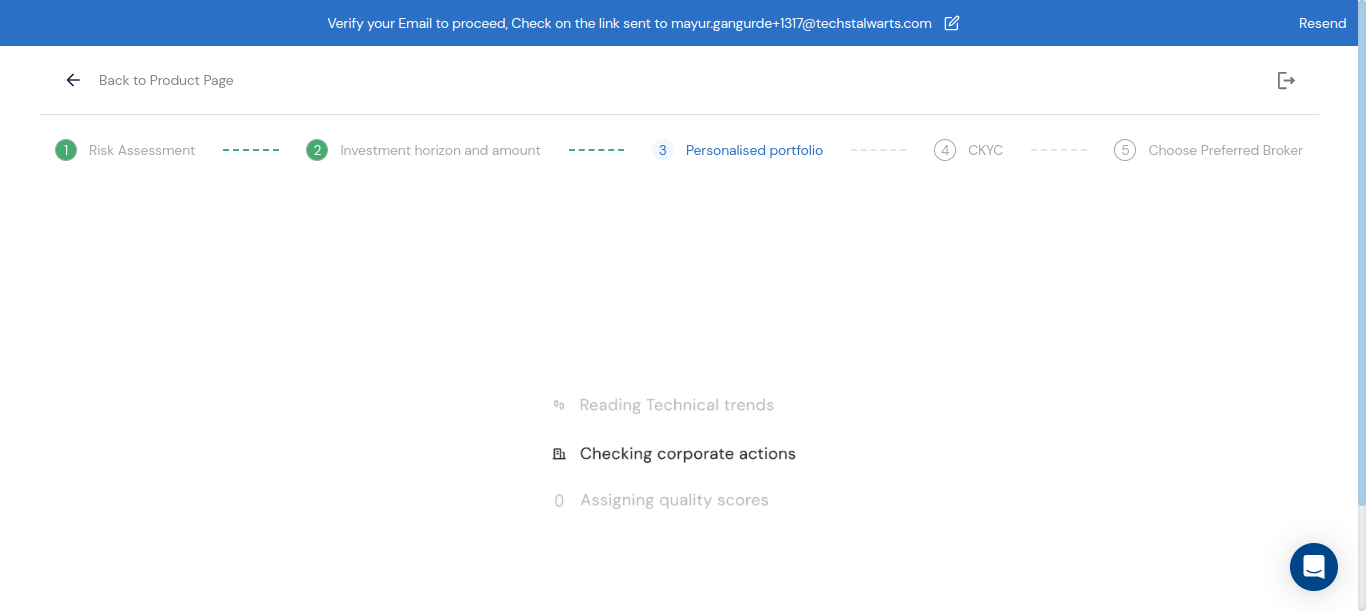 Verify your Email to proceed, Check on the link sent to mayur.gangurde+1317@techstalwarts.com Resend
Back to Product Page
1 Risk Assessment 2 Investment horizon and amount 3 Personalised portfolio 4 CKYC 5 Choose Preferred Broker
Reading Technical trends
Checking corporate actions
0 Assigning quality scores